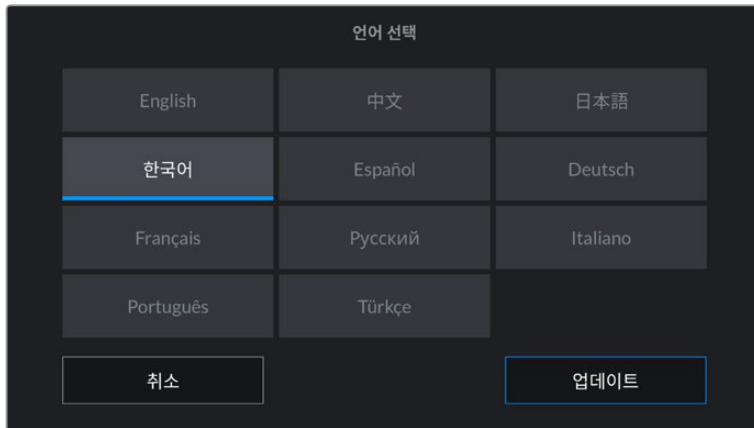 언어 선택
English 中文 日本語
한국어 Español Deutsch
Français Русский Italiano
Português Türkçe
취소 업데이트